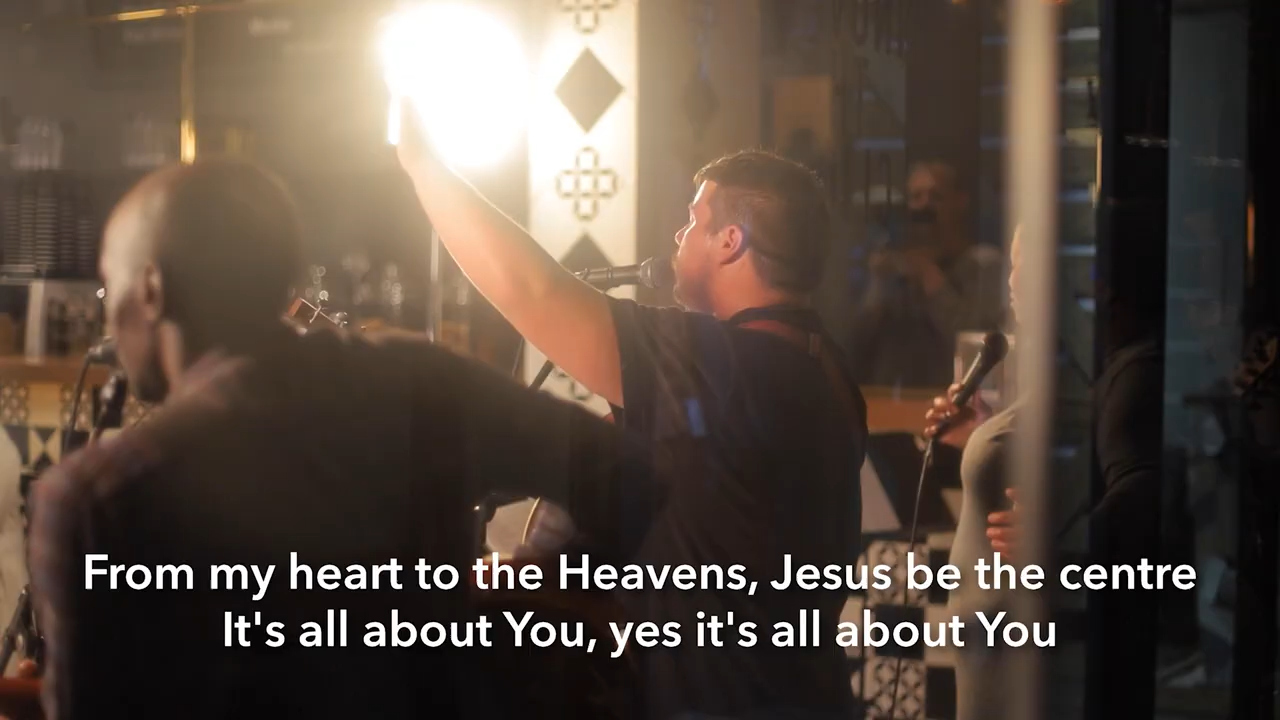 From my heart to the Heavens, Jesus be the centre
It's all about You, yes it's all about You